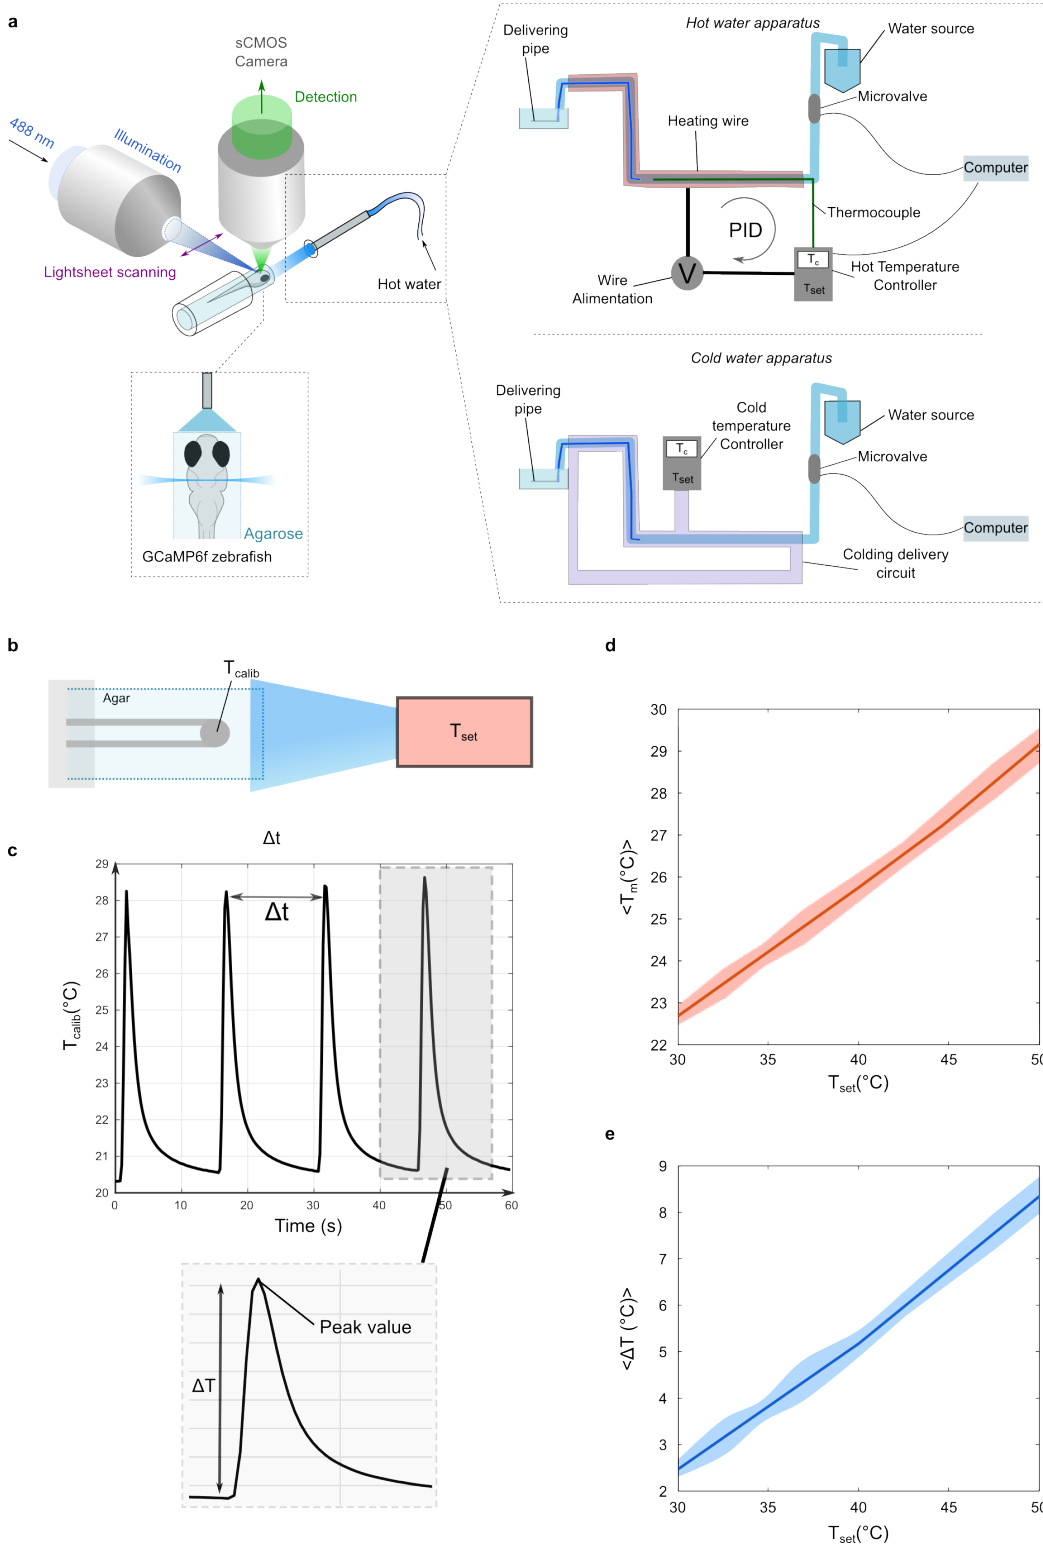 a
sCMOS
Camera
Detection
488 nm
Illumination
Lightsheet scanning
Hot water
Agarose
GCaMP6f zebrafish
Hot water apparatus
Delivering
pipe
Water source
Microvalve
Heating wire
Computer
Thermocouple
PID
V
Wire
Alimentation
Tc
Tset
Hot Temperature
Controller
Cold water apparatus
Delivering
pipe
Cold
temperature
Controller
Tc
Tset
Water source
Microvalve
Computer
Colding delivery
circuit
b
Tcalib
Agar
Tset
c
Δt
29
28
27
26
25
24
23
22
21
20
Tcalib(°C)
Δt
0
10
20
30
40
50
60
Time (s)
ΔT
Peak value
d
30
29
28
27
26
25
24
23
22
<Tm(°C)>
30
35
40
45
50
Tset(°C)
e
9
8
7
6
5
4
3
2
<ΔT (°C)>
30
35
40
45
50
Tset(°C)